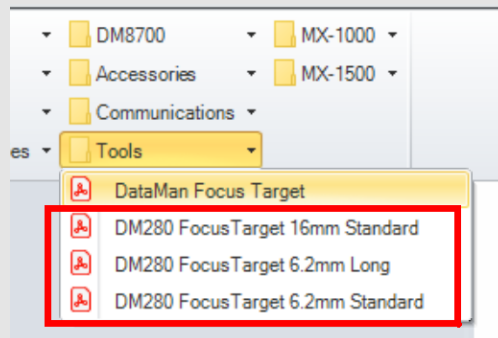 DM8700 MX-1000
Accessories MX-1500
Communications
es Tools
DataMan Focus Target
DM280 FocusTarget 16mm Standard
DM280 FocusTarget 6.2mm Long
DM280 FocusTarget 6.2mm Standard